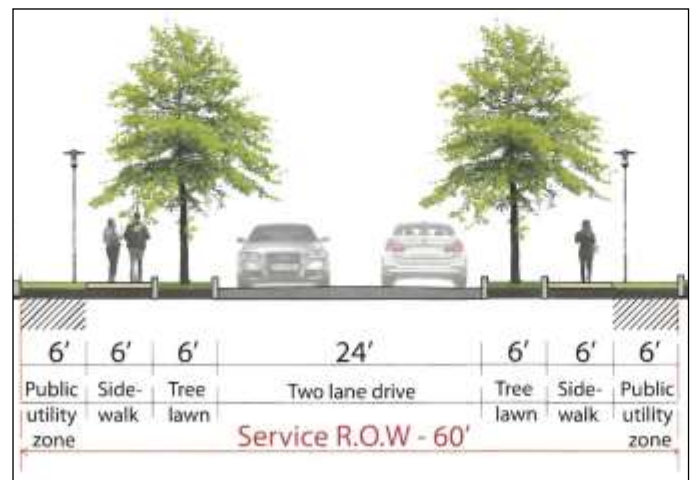 6' 6' 6' 24' 6' 6' 6'
Public Side- Tree Two lane drive Tree Side- Public
utility walk lawn lawn walk utility
zone zone
Service R.O.W - 60'